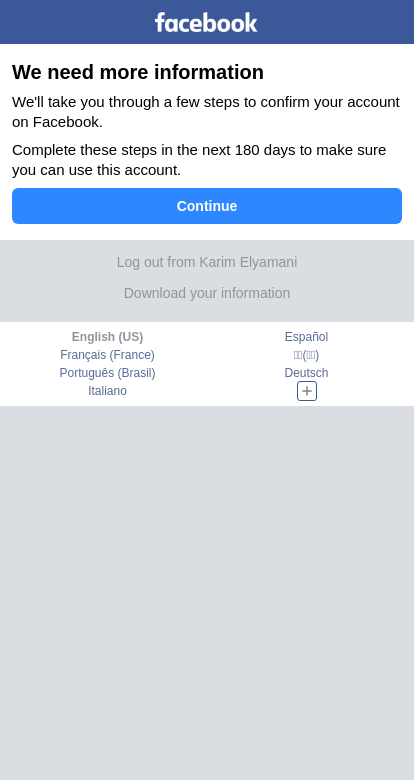 facebook
We need more information
We'll take you through a few steps to confirm your account
on Facebook.
Complete these steps in the next 180 days to make sure
you can use this account.
Continue
Log out from Karim Elyamani
Download your information
English (US)
Español
Français (France)
Português (Brasil)
Deutsch
Italiano